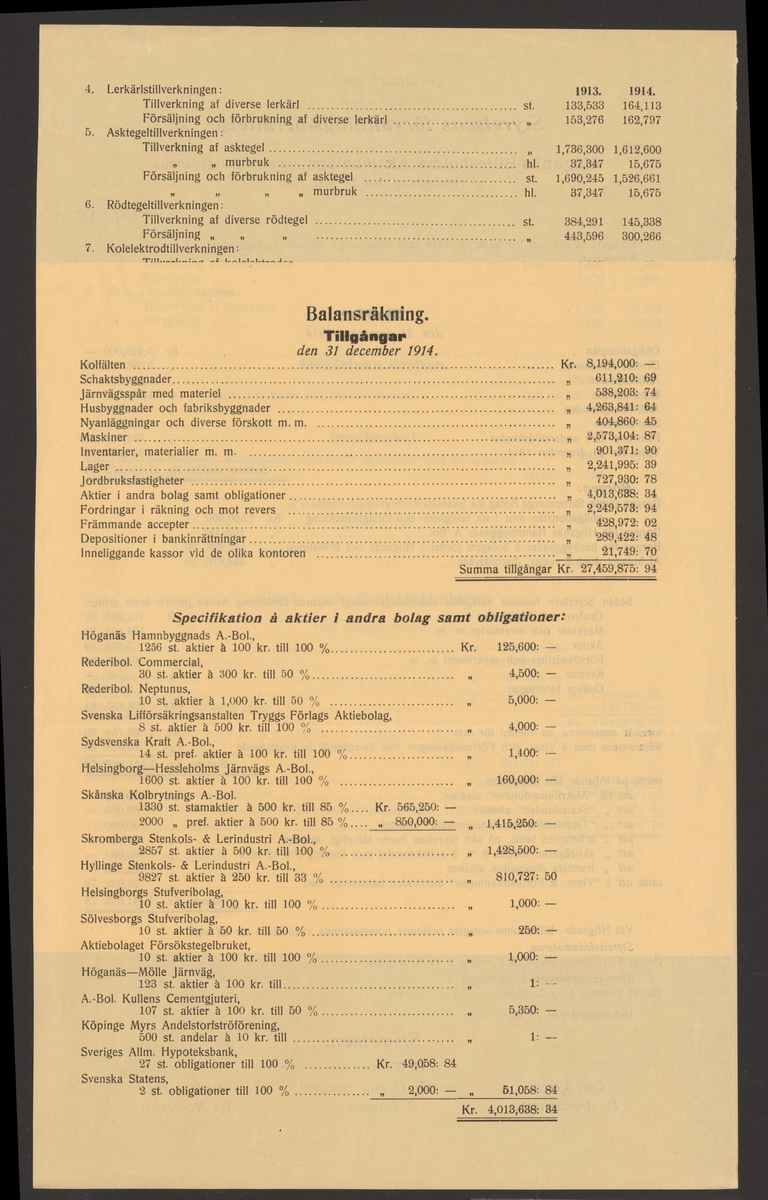 1913. 1914.
4. Lerkärlstillverkningen:
Tillverkning af diverse lerkärl ........ st. 133,533 164,113
Försäljning och förbrukning af diverse lerkärl ........ „ 153,276 162,797
5. Asktegeltillverkningen:
Tillverkning af asktegel ........ „ 1,736,300 1,612,600
„ „ murbruk ........ hl. 37,347 15,675
Försäljning och förbrukning af asktegel ........ st. 1,690,245 1,526,661
„ „ „ „ murbruk ........ hl. 37,347 15,675
6. Rödtegeltillverkningen:
Tillverkning af diverse rödtegel ........ st. 384,291 145,338
Försäljning „ „ „ ........ „ 443,596 300,266
7. Kolelektrodtillverkningen:
Balansräkning.
Tillgångar
den 31 december 1914.
Kolfälten ........ Kr. 8,194,000: —
Schaktsbyggnader ........ „ 611,210: 69
Järnvägsspår med materiel ........ „ 538,203: 74
Husbyggnader och fabriksbyggnader ........ „ 4,263,841: 64
Nyanläggningar och diverse förskott m. m. ........ „ 404,860: 45
Maskiner ........ „ 2,573,104: 87
Inventarier, materialier m. m. ........ „ 901,371: 90
Lager ........ „ 2,241,995: 39
Jordbruksfastigheter ........ „ 727,930: 78
Aktier i andra bolag samt obligationer ........ „ 4,013,638: 34
Fordringar i räkning och mot revers ........ „ 2,249,573: 94
Främmande accepter ........ „ 428,972: 02
Depositioner i bankinrättningar ........ „ 289,422: 48
Inneliggande kassor vid de olika kontoren ........ „ 21,749: 70
Summa tillgångar Kr. 27,459,875: 94
Specifikation å aktier i andra bolag samt obligationer:
Höganäs Hamnbyggnads A.-Bol.,
1256 st. aktier à 100 kr. till 100 % ........ Kr. 125,600: —
Rederibol. Commercial,
30 st. aktier à 300 kr. till 50 % ........ „ 4,500: —
Rederibol. Neptunus,
10 st. aktier à 1,000 kr. till 50 % ........ „ 5,000: —
Svenska Lifförsäkringsanstalten Tryggs Förlags Aktiebolag,
8 st. aktier à 500 kr. till 100 % ........ „ 4,000: —
Sydsvenska Kraft A.-Bol.,
14 st. pref. aktier à 100 kr. till 100 % ........ „ 1,400: —
Helsingborg—Hessleholms Järnvägs A.-Bol.,
1600 st. aktier à 100 kr. till 100 % ........ „ 160,000: —
Skånska Kolbrytnings A.-Bol.
1330 st. stamaktier à 500 kr. till 85 % .... Kr. 565,250: —
2000 „ pref. aktier à 500 kr. till 85 % .... „ 850,000: — „ 1,415,250: —
Skromberga Stenkols- & Lerindustri A.-Bol.,
2857 st. aktier à 500 kr. till 100 % ........ „ 1,428,500: —
Hyllinge Stenkols- & Lerindustri A.-Bol.,
9827 st. aktier à 250 kr. till 33 % ........ „ 810,727: 50
Helsingborgs Stufveribolag,
10 st. aktier à 100 kr. till 100 % ........ „ 1,000: —
Sölvesborgs Stufveribolag,
10 st. aktier à 50 kr. till 50 % ........ „ 250: —
Aktiebolaget Försökstegelbruket,
10 st. aktier à 100 kr. till 100 % ........ „ 1,000: —
Höganäs—Mölle Järnväg,
123 st. aktier à 100 kr. till ........ „ 1: —
A.-Bol. Kullens Cementgjuteri,
107 st. aktier à 100 kr. till 50 % ........ „ 5,350: —
Köpinge Myrs Andelstorfströförening,
500 st. andelar à 10 kr. till ........ „ 1: —
Sveriges Allm. Hypoteksbank,
27 st. obligationer till 100 % ........ Kr. 49,058: 84
Svenska Statens,
2 st. obligationer till 100 % ........ „ 2,000: — „ 51,058: 84
Kr. 4,013,638: 34